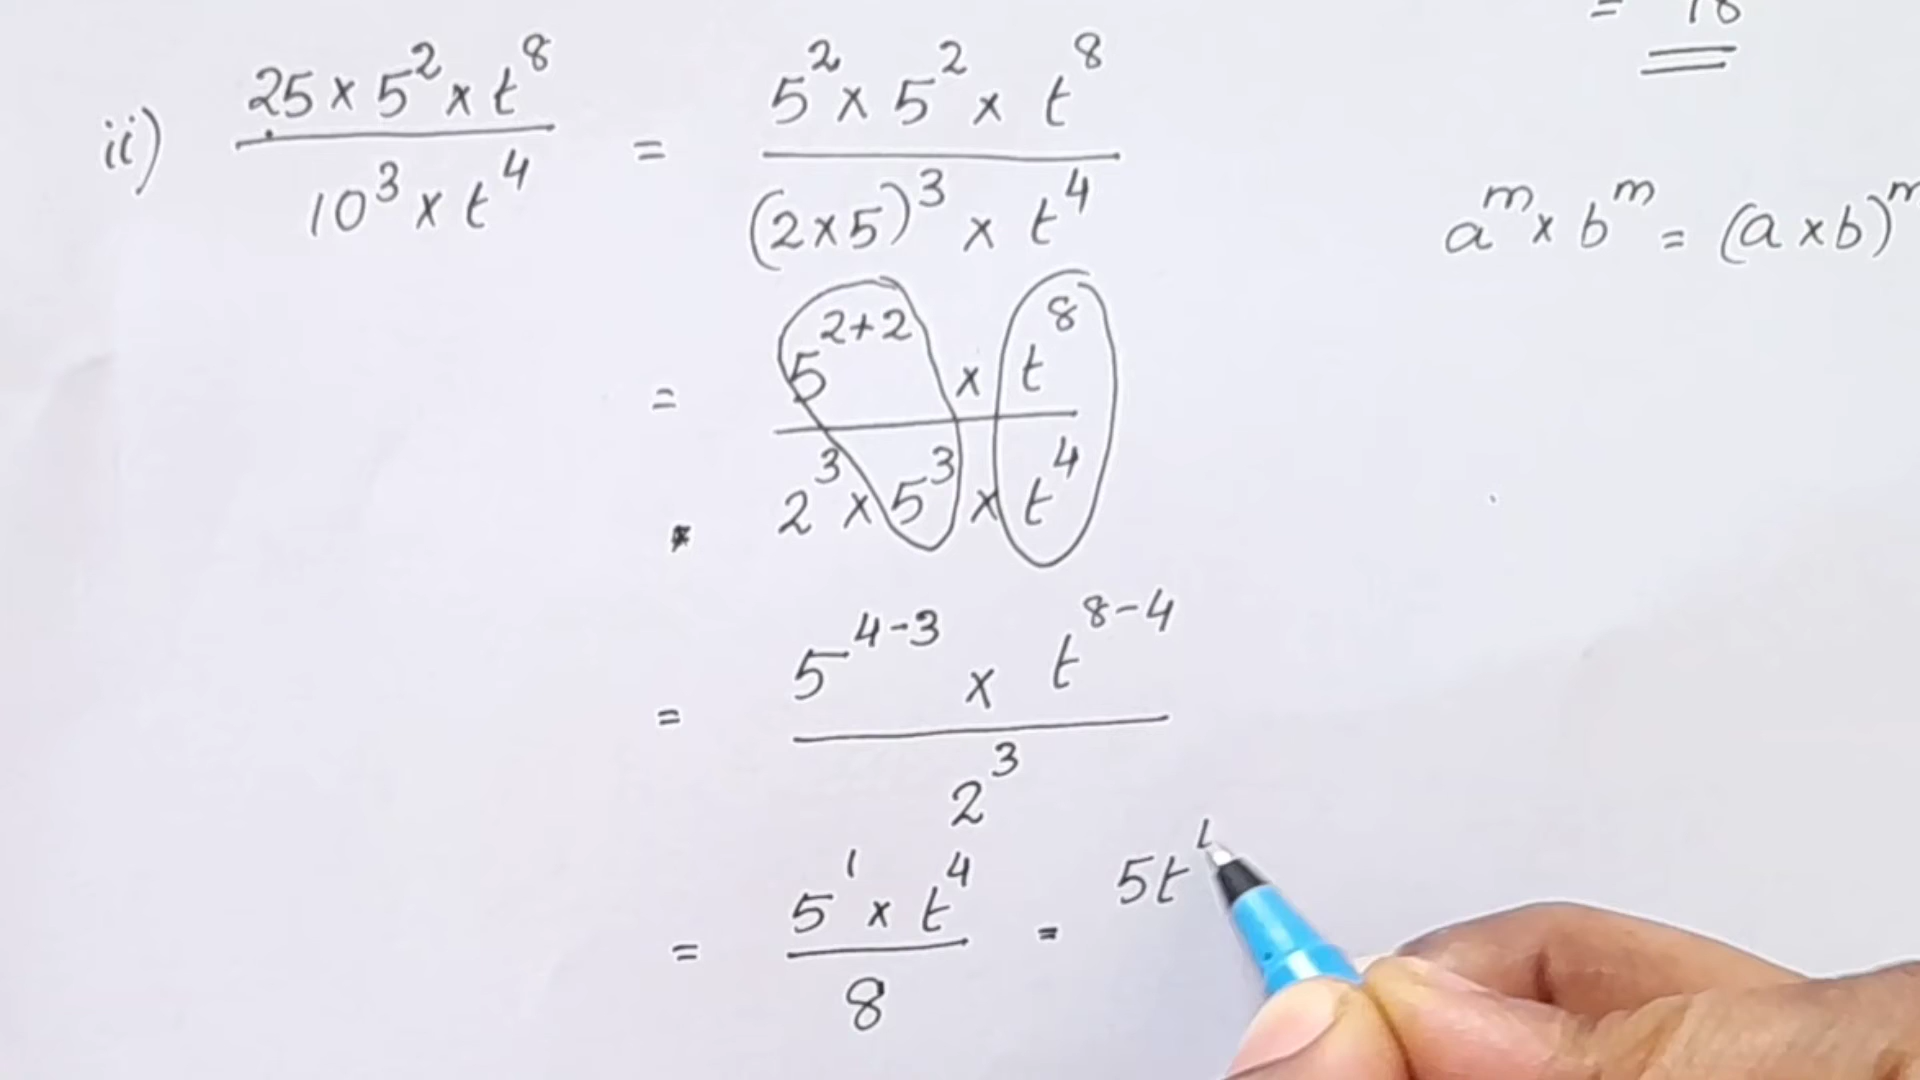 = 18
ii) 25 × 5² × t⁸ / 10³ × t⁴ = 5² × 5² × t⁸ / (2×5)³ × t⁴
aᵐ × bᵐ = (a × b)ᵐ
= 5²⁺² × t⁸ / 2³ × 5³ × t⁴
= 5⁴⁻³ × t⁸⁻⁴ / 2³
= 5¹ × t⁴ / 8 = 5t